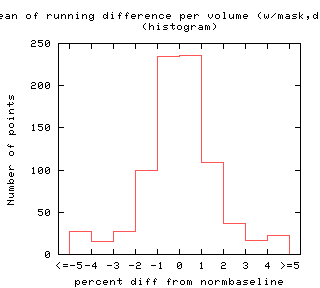 ean of running difference per volume (w/mask,d
(histogram)
250
200
150
100
50
0
Number of points
<=-5 -4 -3 -2 -1 0 1 2 3 4 >=5
percent diff from normbaseline